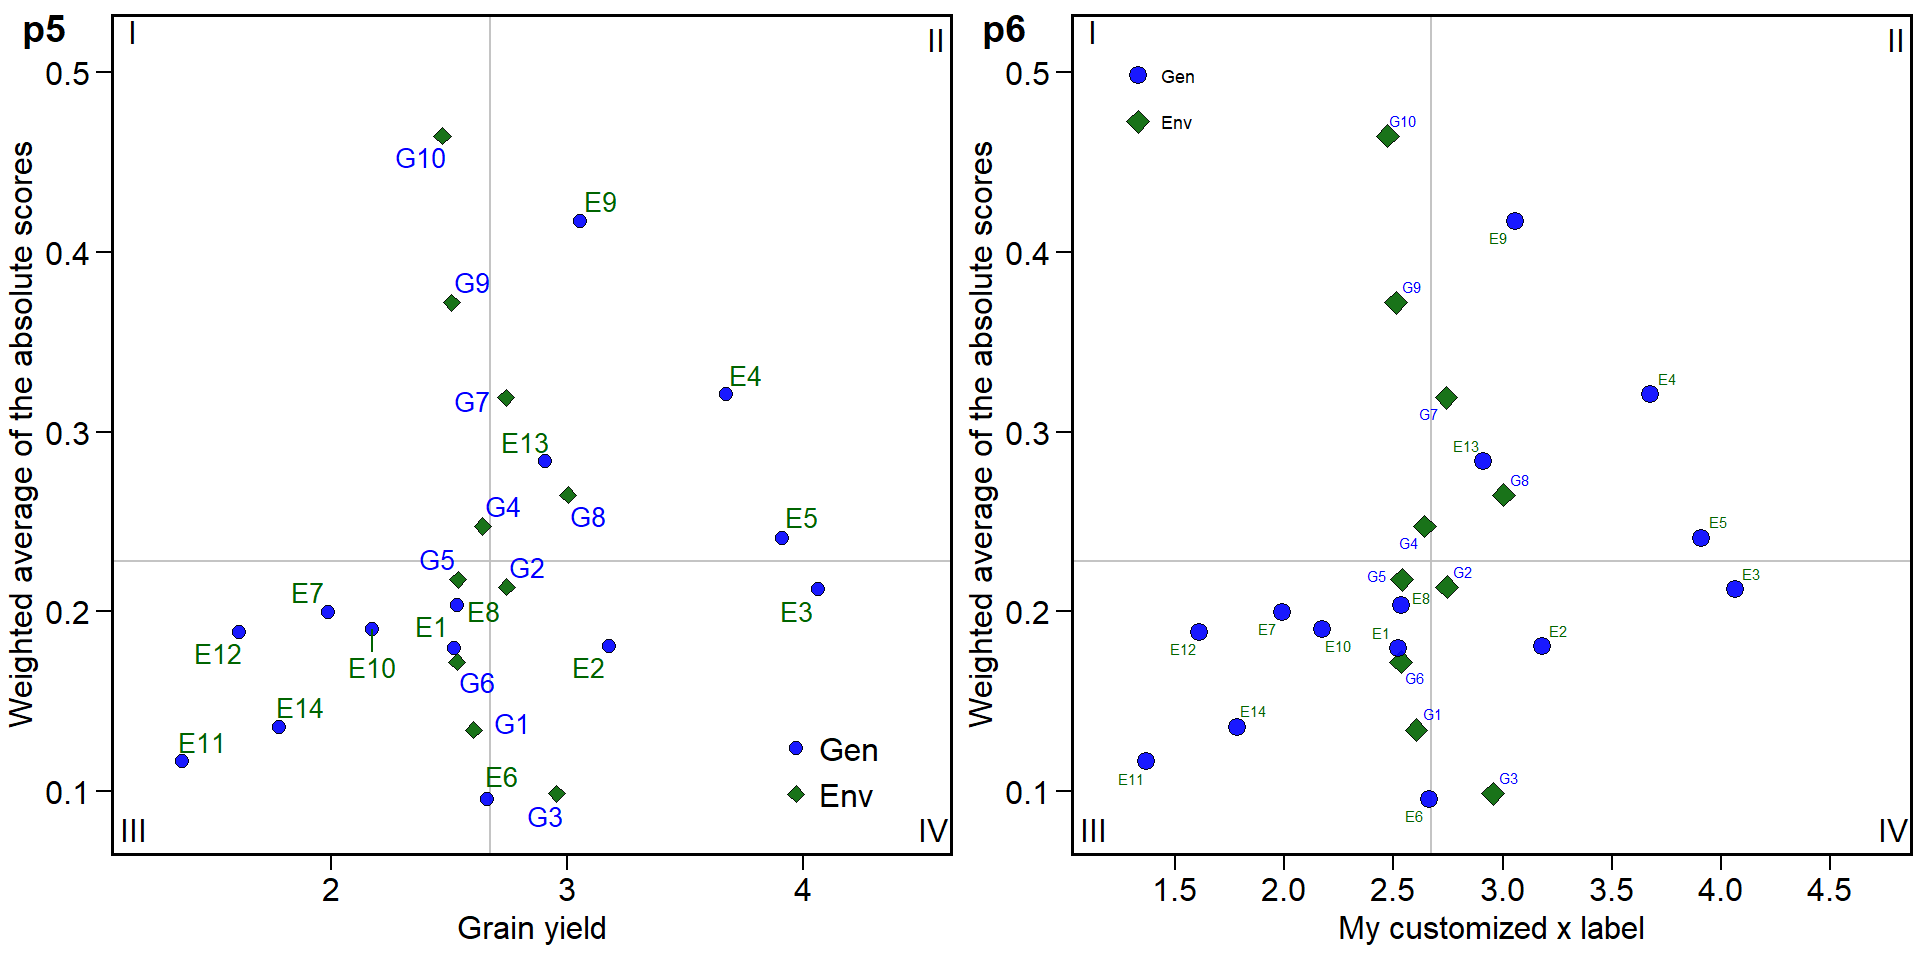 p5
I
II
0.5
0.4
0.3
0.2
0.1
Weighted average of the absolute scores
G10
E9
G9
E4
G7
E13
G4
G8
E5
G5
G2
E7
E8
E3
E1
E12
E10
E2
G6
E14
G1
E11
E6
G3
Gen
Env
III
IV
2
3
4
Grain yield
p6
I
II
Gen
Env
0.5
0.4
0.3
0.2
0.1
Weighted average of the absolute scores
G10
E9
G9
E4
G7
E13
G8
E5
G4
G5
G2
E3
E8
E7
E1
E2
E10
E12
G6
E14
G1
E11
G3
E6
III
IV
1.5
2.0
2.5
3.0
3.5
4.0
4.5
My customized x label